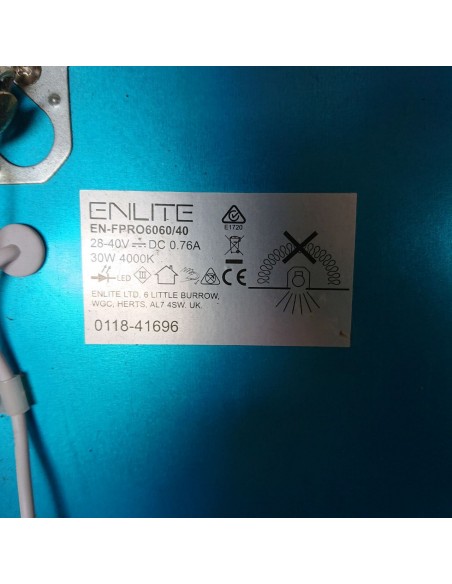 ENLITE
EN-FPRO6060/40
28-40V⎓DC 0.76A
30W 4000K
E1720
LED
CE
ENLITE LTD, 6 LITTLE BURROW,
WGC, HERTS, AL7 4SW. UK
0118-41696